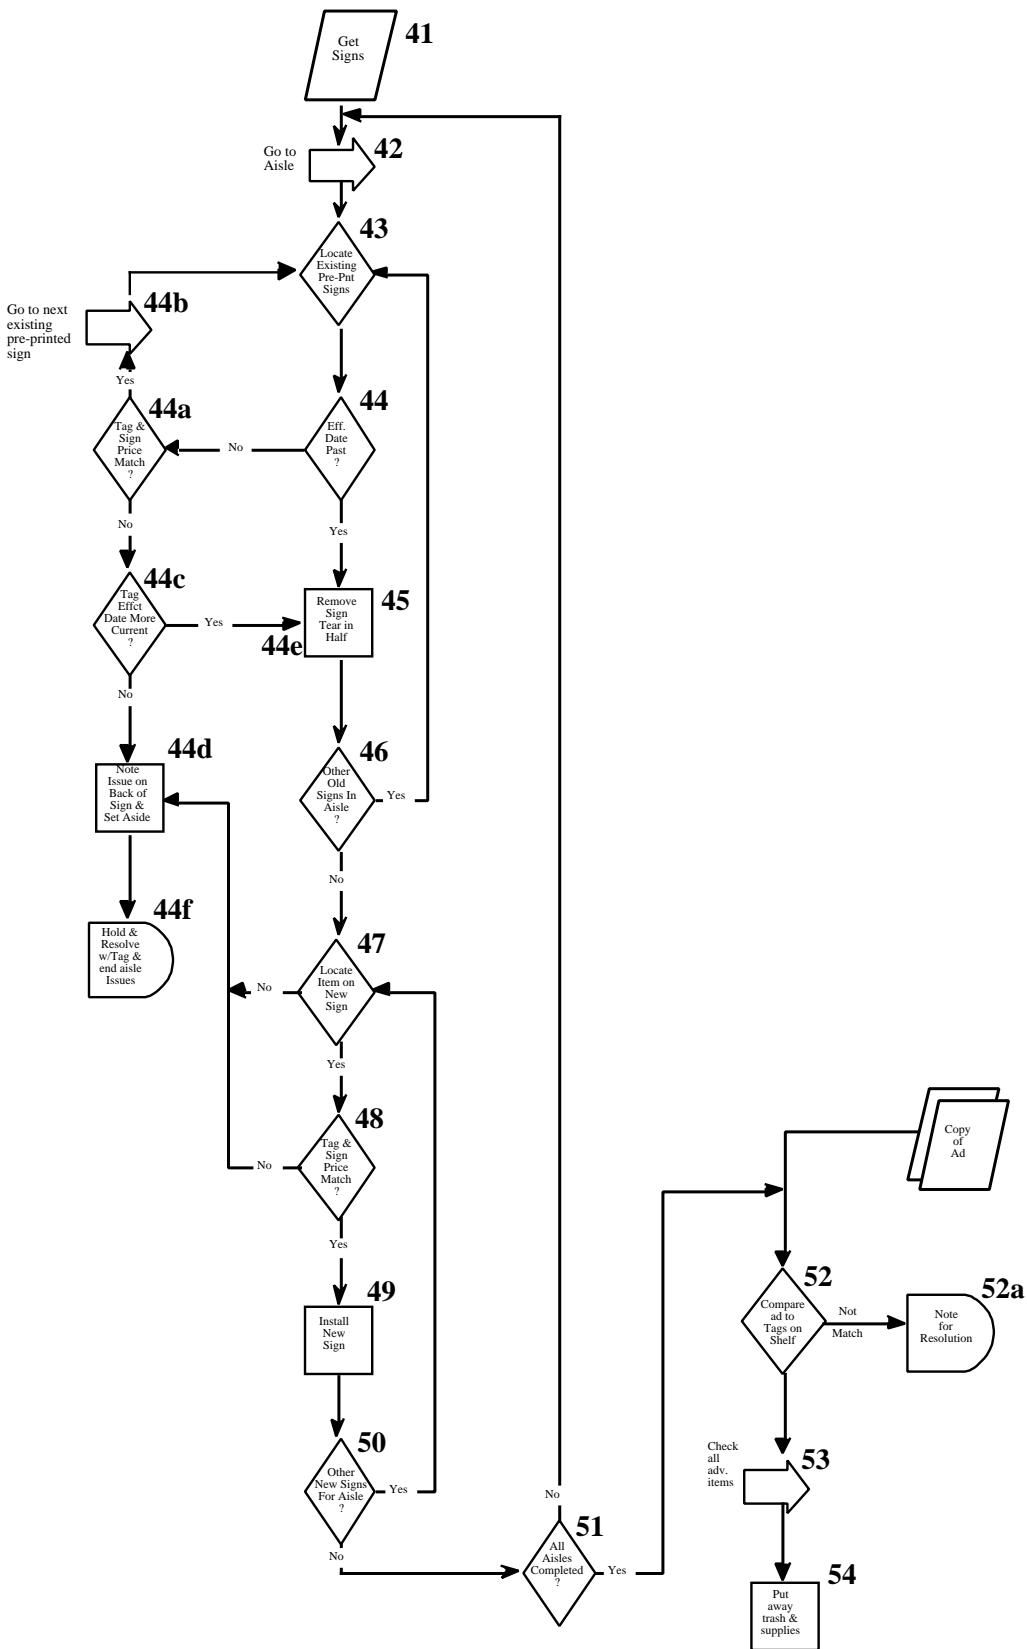 Get
Signs
41
Go to
Aisle
42
43
Locate
Existing
Pre-Pnt
Signs
44b
Go to next
existing
pre-printed
sign
Yes
44a
Tag &
Sign
Price
Match
?
No
44
Eff.
Date
Past
?
No
Yes
44c
Tag
Effct
Date More
Current
?
Yes
44e
Remove
Sign
Tear in
Half
45
No
44d
Note
Issue on
Back of
Sign &
Set Aside
46
Other
Old
Signs In
Aisle
?
Yes
No
44f
Hold &
Resolve
w/Tag &
end aisle
Issues
47
Locate
Item on
New
Sign
No
Yes
48
Tag &
Sign
Price
Match
?
No
Yes
49
Install
New
Sign
50
Other
New Signs
For Aisle
?
Yes
No
No
51
All
Aisles
Completed
?
Yes
Copy
of
Ad
52
Compare
ad to
Tags on
Shelf
Not
Match
52a
Note
for
Resolution
Check
all
adv.
items
53
54
Put
away
trash &
supplies